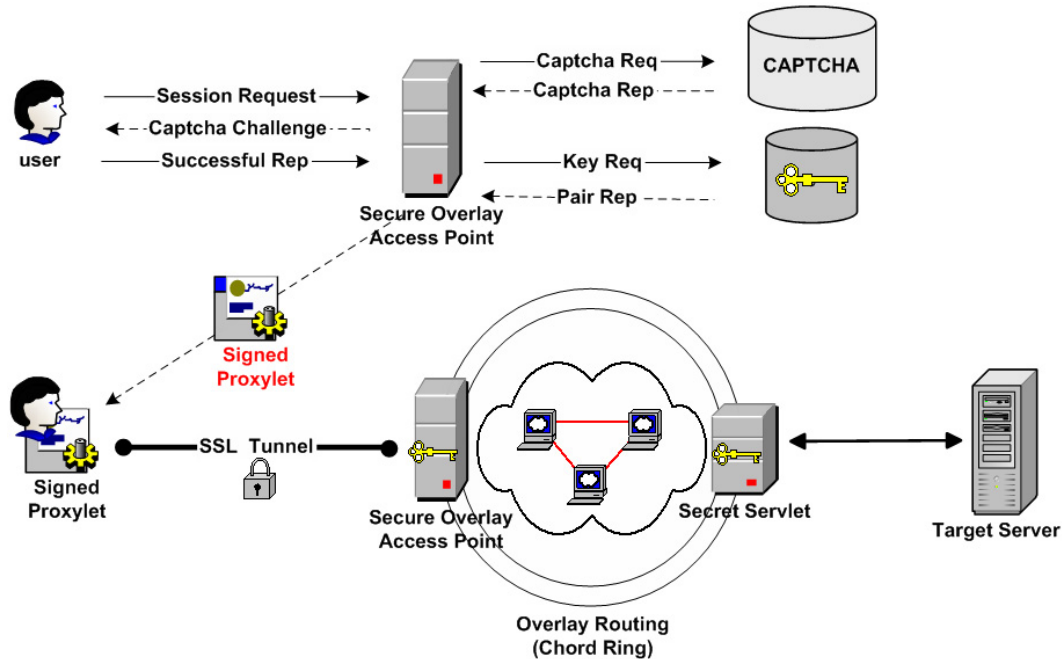 Captcha Req
CAPTCHA
Captcha Rep
Session Request
Captcha Challenge
Successful Rep
user
Key Req
Pair Rep
Secure Overlay
Access Point
Signed
Proxylet
SSL Tunnel
Signed
Proxylet
Secure Overlay
Access Point
Secret Servlet
Target Server
Overlay Routing
(Chord Ring)